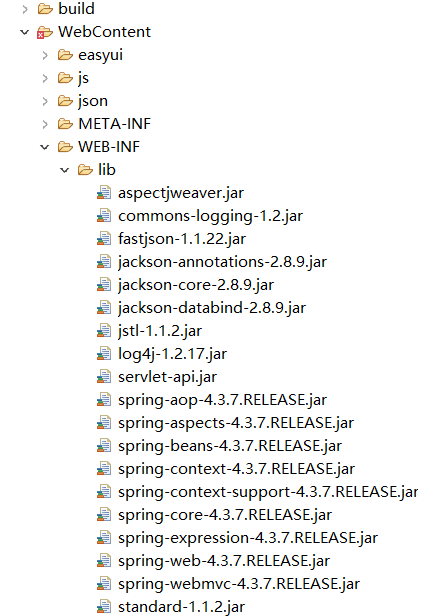 build
WebContent
easyui
js
json
META-INF
WEB-INF
lib
aspectjweaver.jar
commons-logging-1.2.jar
fastjson-1.1.22.jar
jackson-annotations-2.8.9.jar
jackson-core-2.8.9.jar
jackson-databind-2.8.9.jar
jstl-1.1.2.jar
log4j-1.2.17.jar
servlet-api.jar
spring-aop-4.3.7.RELEASE.jar
spring-aspects-4.3.7.RELEASE.jar
spring-beans-4.3.7.RELEASE.jar
spring-context-4.3.7.RELEASE.jar
spring-context-support-4.3.7.RELEASE.jar
spring-core-4.3.7.RELEASE.jar
spring-expression-4.3.7.RELEASE.jar
spring-web-4.3.7.RELEASE.jar
spring-webmvc-4.3.7.RELEASE.jar
standard-1.1.2.jar